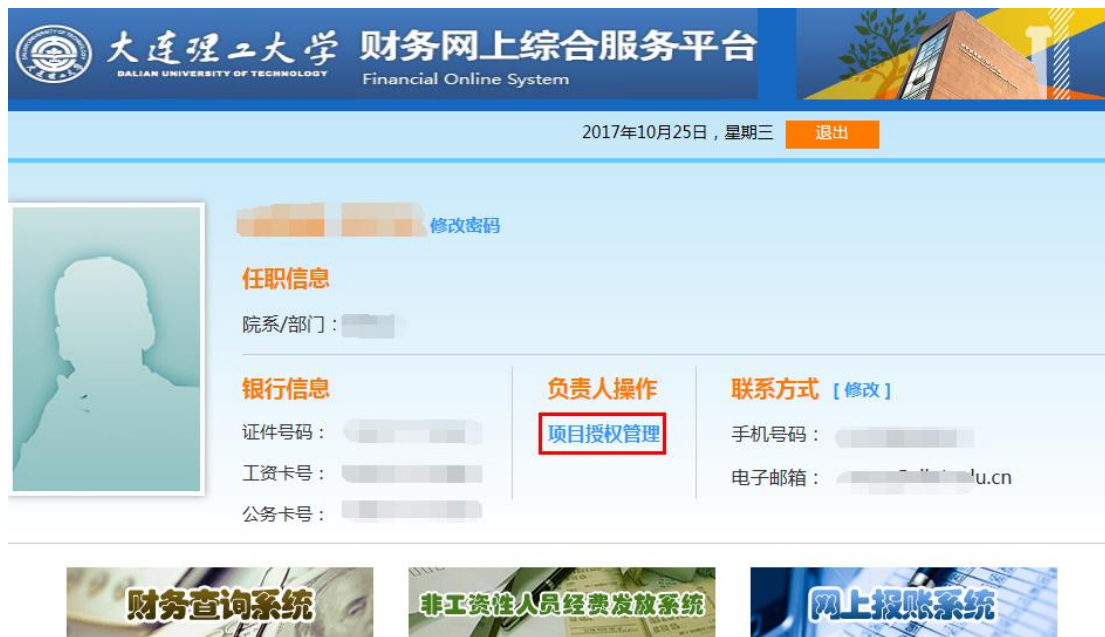 大连理工大学 财务网上综合服务平台
DALIAN UNIVERSITY OF TECHNOLOGY Financial Online System
2017年10月25日，星期三 退出
修改密码
任职信息
院系/部门：
银行信息 负责人操作 联系方式 [修改]
证件号码： 项目授权管理 手机号码：
工资卡号： 电子邮箱： u.cn
公务卡号：
财务查询系统 非工资性人员经费发放系统 网上报账系统